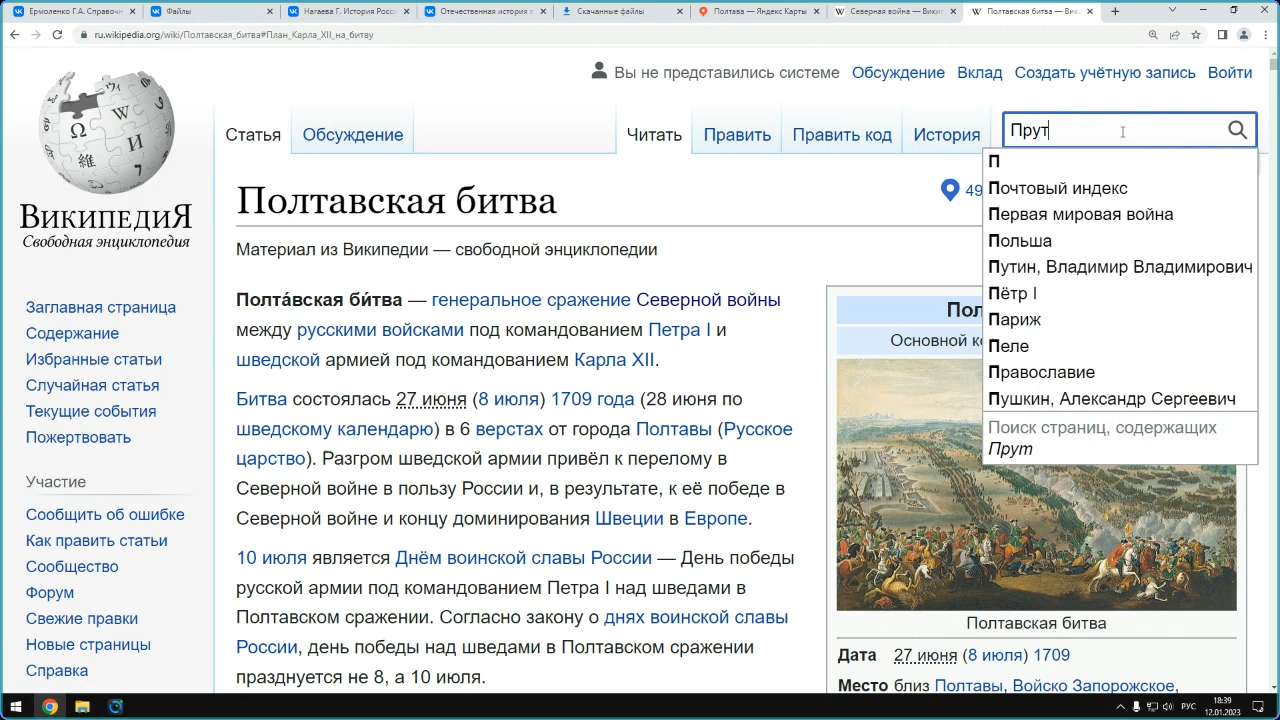 Ермоленко Г.А. Справочн
Файлы
Нагаева Г. История Росси
Отечественная история в
Скачанные файлы
Полтава — Яндекс Карты
Северная война — Викип
Полтавская битва — Вик
ru.wikipedia.org/wiki/Полтавская_битва#План_Карла_XII_на_битву
Вы не представились системе Обсуждение Вклад Создать учётную запись Войти
Статья Обсуждение Читать Править Править код История
Прут
П
Почтовый индекс
Первая мировая война
Польша
Путин, Владимир Владимирович
Пётр I
Париж
Пеле
Православие
Пушкин, Александр Сергеевич
Поиск страниц, содержащих
Прут
ВикипедиЯ
Свободная энциклопедия
Заглавная страница
Содержание
Избранные статьи
Случайная статья
Текущие события
Пожертвовать
Участие
Сообщить об ошибке
Как править статьи
Сообщество
Форум
Свежие правки
Новые страницы
Справка
Полтавская битва
49
Материал из Википедии — свободной энциклопедии
Полта́вская би́тва — генеральное сражение Северной войны
между русскими войсками под командованием Петра I и
шведской армией под командованием Карла XII.
Битва состоялась 27 июня (8 июля) 1709 года (28 июня по
шведскому календарю) в 6 верстах от города Полтавы (Русское
царство). Разгром шведской армии привёл к перелому в
Северной войне в пользу России и, в результате, к её победе в
Северной войне и концу доминирования Швеции в Европе.
10 июля является Днём воинской славы России — День победы
русской армии под командованием Петра I над шведами в
Полтавском сражении. Согласно закону о днях воинской славы
России, день победы над шведами в Полтавском сражении
празднуется не 8, а 10 июля.
Пол
Основной к
Полтавская битва
Дата 27 июня (8 июля) 1709
Место близ Полтавы, Войско Запорожское,
РУС
18:39
12.01.2023